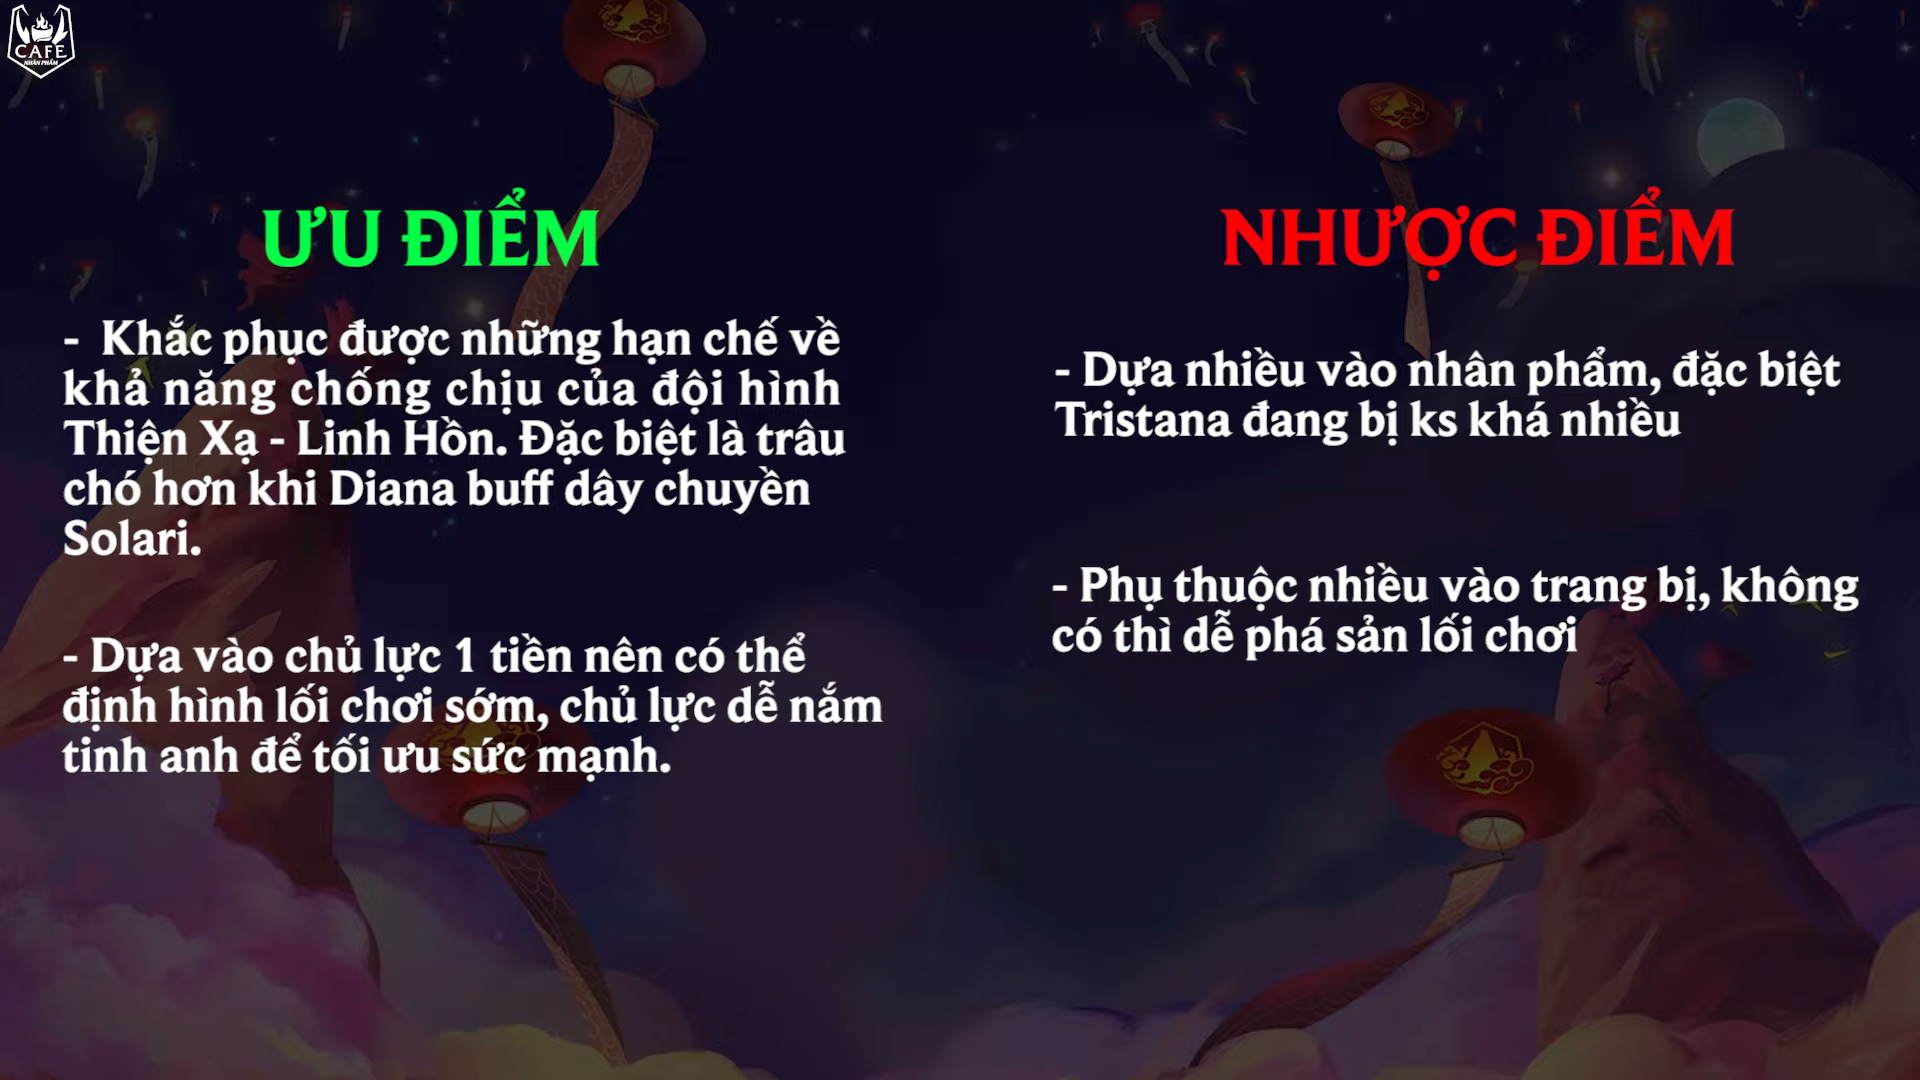 CAFE
NHÂN PHẨM
ƯU ĐIỂM
-  Khắc phục được những hạn chế về
khả năng chống chịu của đội hình
Thiện Xạ - Linh Hồn. Đặc biệt là trâu
chó hơn khi Diana buff dây chuyền
Solari.
- Dựa vào chủ lực 1 tiền nên có thể
định hình lối chơi sớm, chủ lực dễ nắm
tinh anh để tối ưu sức mạnh.
NHƯỢC ĐIỂM
- Dựa nhiều vào nhân phẩm, đặc biệt
Tristana đang bị ks khá nhiều
- Phụ thuộc nhiều vào trang bị, không
có thì dễ phá sản lối chơi